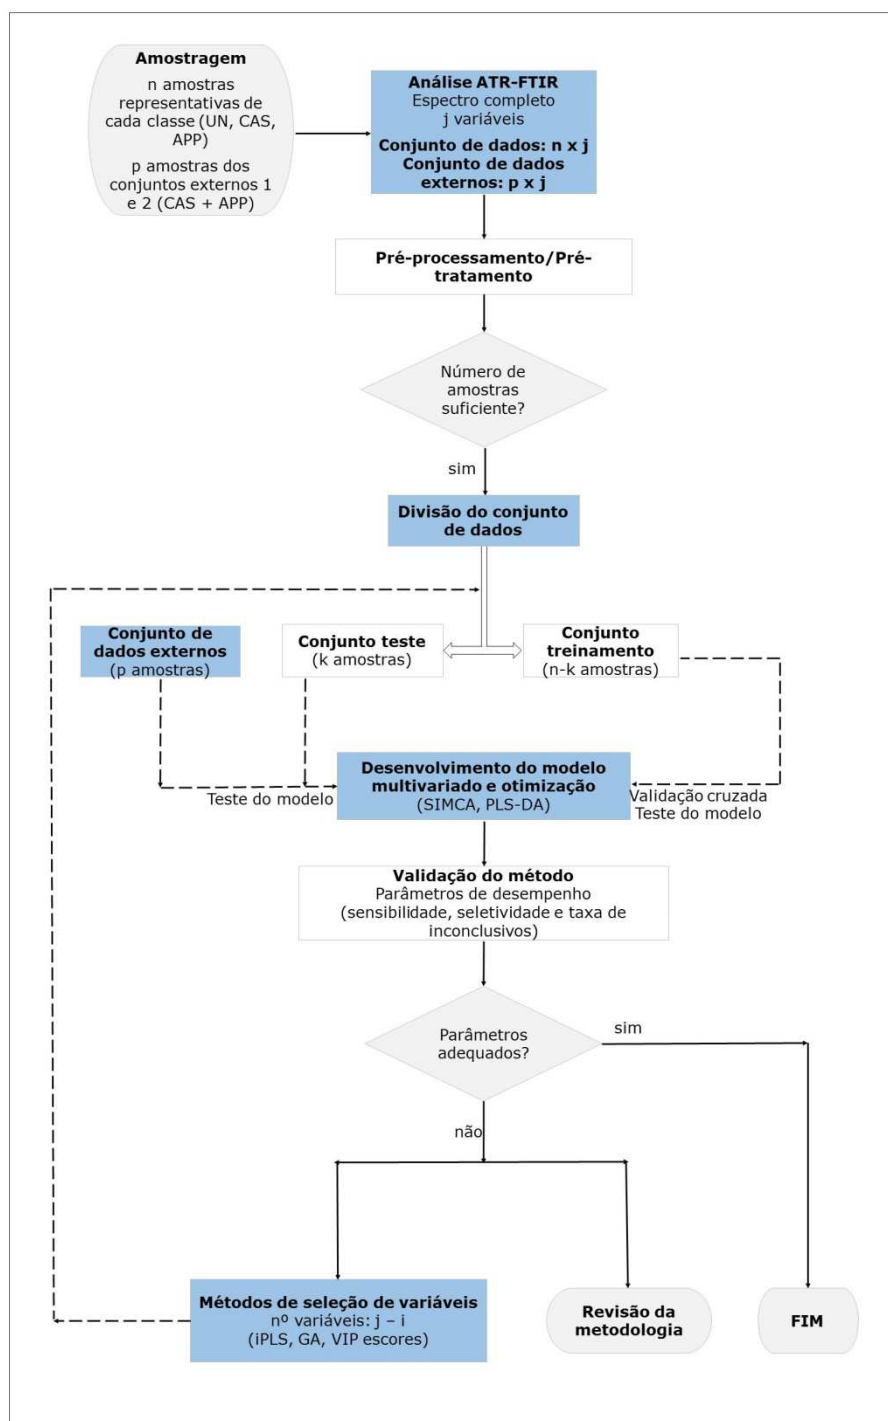 Amostragem
n amostras
representativas de
cada classe (UN, CAS,
APP)
p amostras dos
conjuntos externos 1
e 2 (CAS + APP)
Análise ATR-FTIR
Espectro completo
j variáveis
Conjunto de dados: n x j
Conjunto de dados
externos: p x j
Pré-processamento/Pré-
tratamento
Número de
amostras
suficiente?
sim
Divisão do conjunto
de dados
Conjunto de
dados externos
(p amostras)
Conjunto teste
(k amostras)
Conjunto
treinamento
(n-k amostras)
Desenvolvimento do modelo
multivariado e otimização
(SIMCA, PLS-DA)
Teste do modelo
Validação cruzada
Teste do modelo
Validação do método
Parâmetros de desempenho
(sensibilidade, seletividade e taxa de
inconclusivos)
Parâmetros
adequados?
sim
não
Métodos de seleção de variáveis
nº variáveis: j – i
(iPLS, GA, VIP escores)
Revisão da
metodologia
FIM